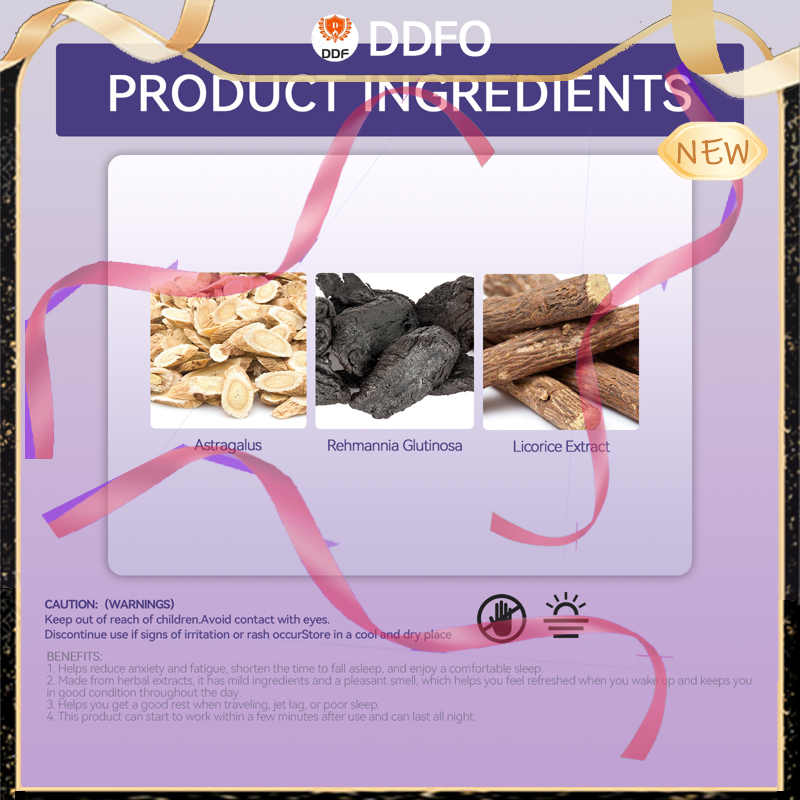 DDF
DDFO
PRODUCT INGREDIENTS
NEW
Astragalus
Rehmannia Glutinosa
Licorice Extract
CAUTION:（WARNINGS)
Keep out of reach of children.Avoid contact with eyes.
Discontinue use if signs of irritation or rash occurStore in a cool and dry place
BENEFITS:
1. Helps reduce anxiety and fatigue, shorten the time to fall asleep, and enjoy a comfortable sleep.
2. Made from herbal extracts, it has mild ingredients and a pleasant smell, which helps you feel refreshed when you wake up and keeps you
in good condition throughout the day.
3. Helps you get a good rest when traveling, jet lag, or poor sleep.
4. This product can start to work within a few minutes after use and can last all night.